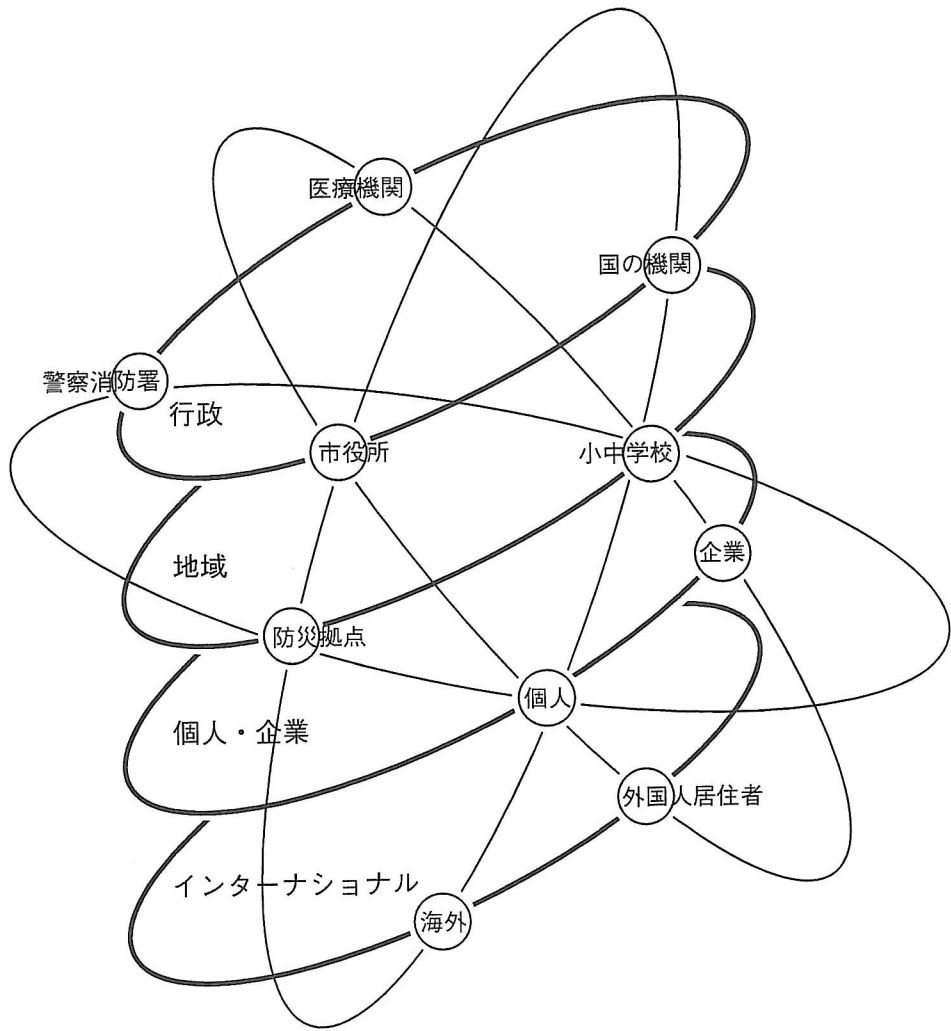 医療機関
国の機関
警察消防署
行政
市役所
小中学校
企業
地域
防災拠点
個人
個人・企業
外国人居住者
インターナショナル
海外